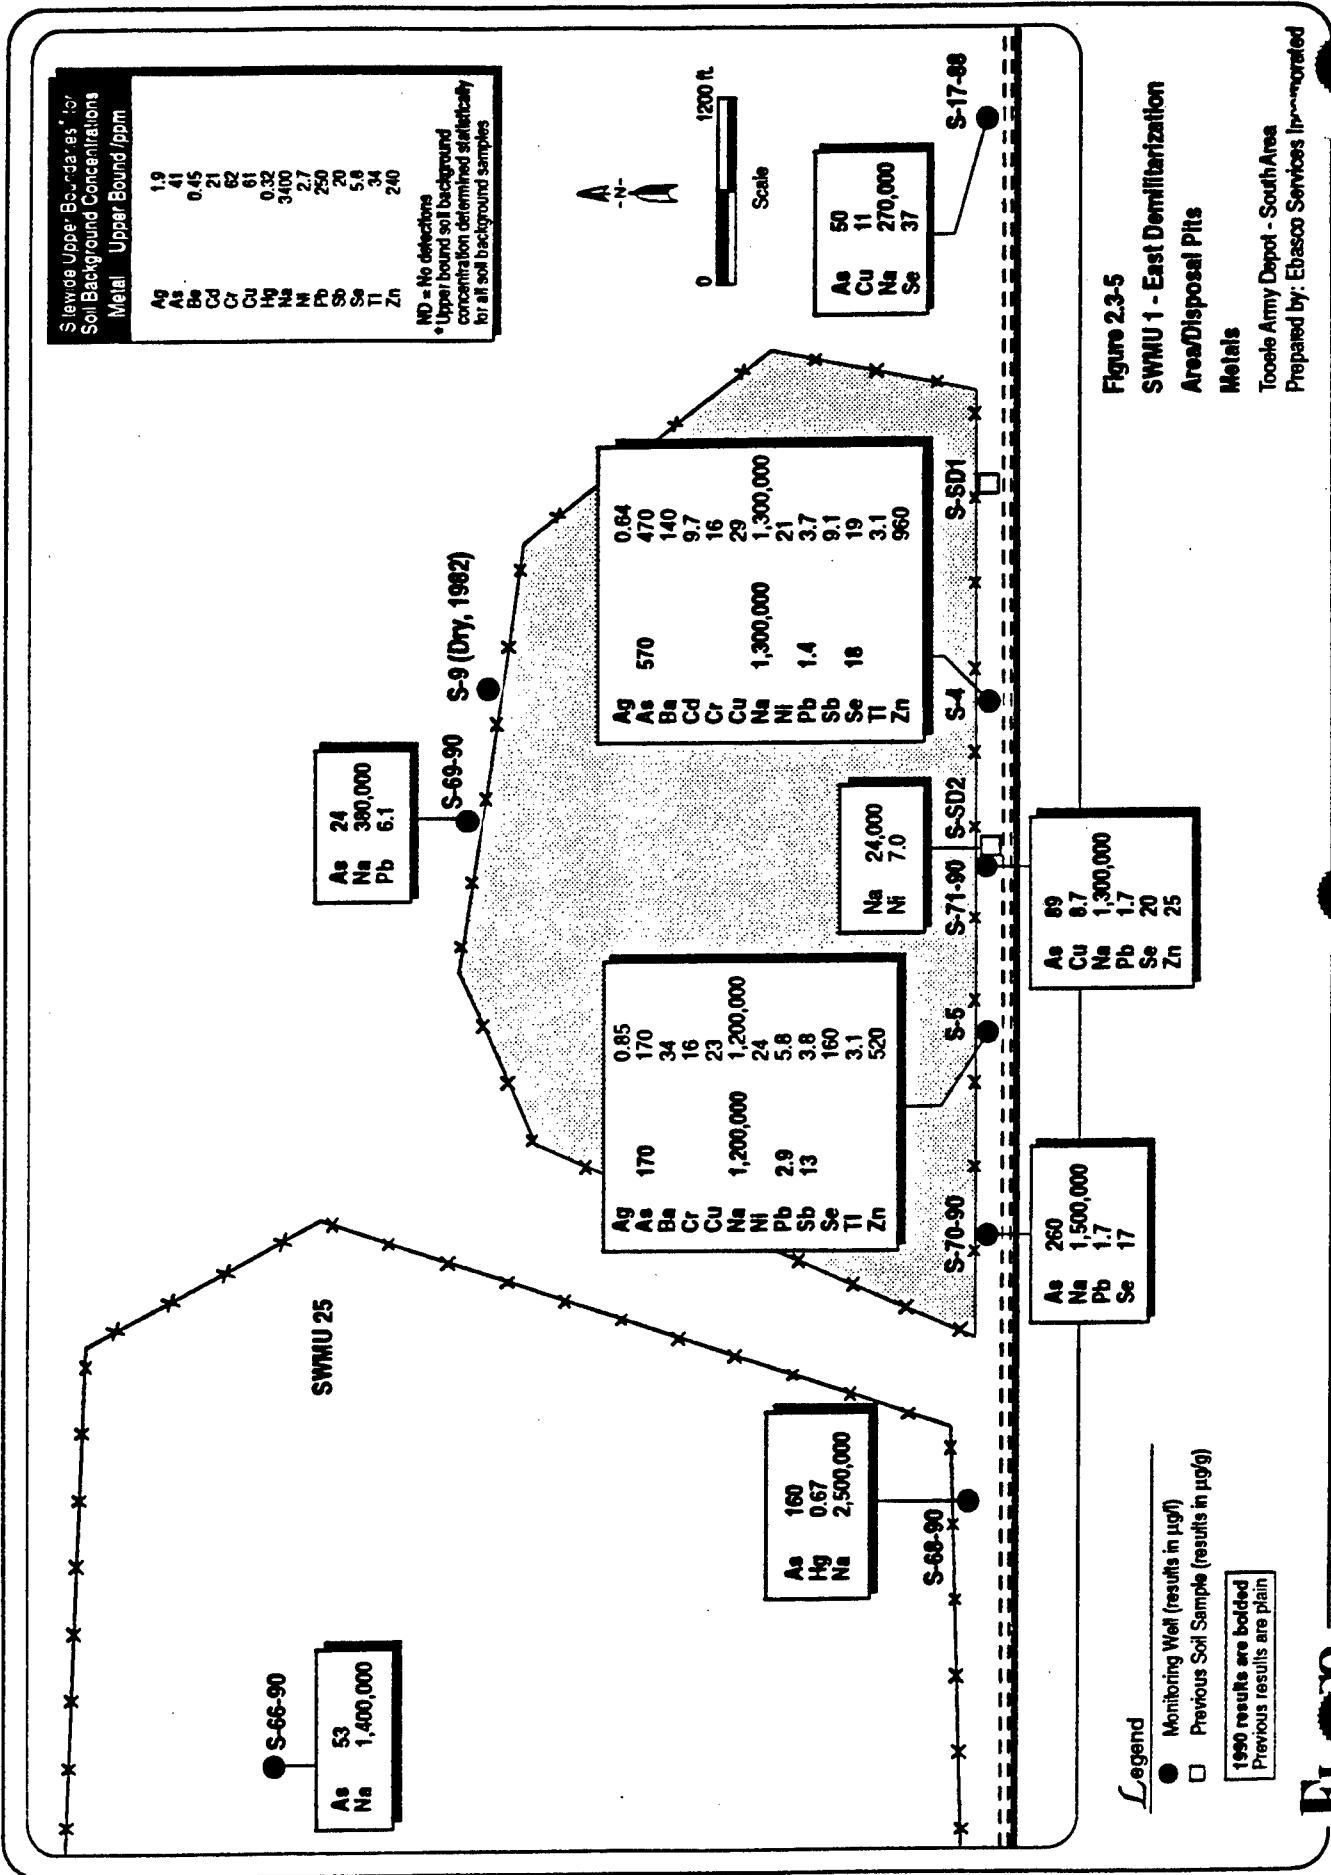 Sitewide Upper Boundaries* for
Soil Background Concentrations
Metal Upper Bound /ppm
Ag 1.9
As 41
Be 0.45
Cd 21
Cr 62
Cu 61
Hg 0.32
Na 3400
Ni 2.7
Pb 250
Sb 20
Se 5.8
Tl 34
Zn 240
ND = No detections
* Upper bound soil background
concentration determined statistically
for all soil background samples
-N-
0 1200 ft.
Scale
SWMU 25
S-66-90
As 53
Na 1,400,000
As 24
Na 380,000
Pb 6.1
S-69-90
S-9 (Dry, 1982)
As 160
Hg 0.67
Na 2,500,000
S-68-90
Ag 0.85
As 170 170
Ba 34
Cr 16
Cu 23
Na 1,200,000 1,200,000
Ni 24
Pb 2.9 5.8
Sb 13 3.8
Se 160
Tl 3.1
Zn 520
Na 24,000
Ni 7.0
Ag 0.64
As 570 470
Ba 140
Cd 9.7
Cr 16
Cu 29
Na 1,300,000 1,300,000
Ni 21
Pb 1.4 3.7
Sb 9.1
Se 18 19
Tl 3.1
Zn 960
As 50
Cu 11
Na 270,000
Se 37
S-70-90
S-5
S-71-90
S-SD2
S-4
S-SD1
S-17-88
As 260
Na 1,500,000
Pb 1.7
Se 17
As 89
Cu 8.7
Na 1,300,000
Pb 1.7
Se 20
Zn 25
Legend
Monitoring Well (results in µg/l)
Previous Soil Sample (results in µg/g)
1990 results are bolded
Previous results are plain
Figure 2.3-5
SWMU 1 - East Demilitarization
Area/Disposal Pits
Metals
Tooele Army Depot - South Area
Prepared by: Ebasco Services Incorporated